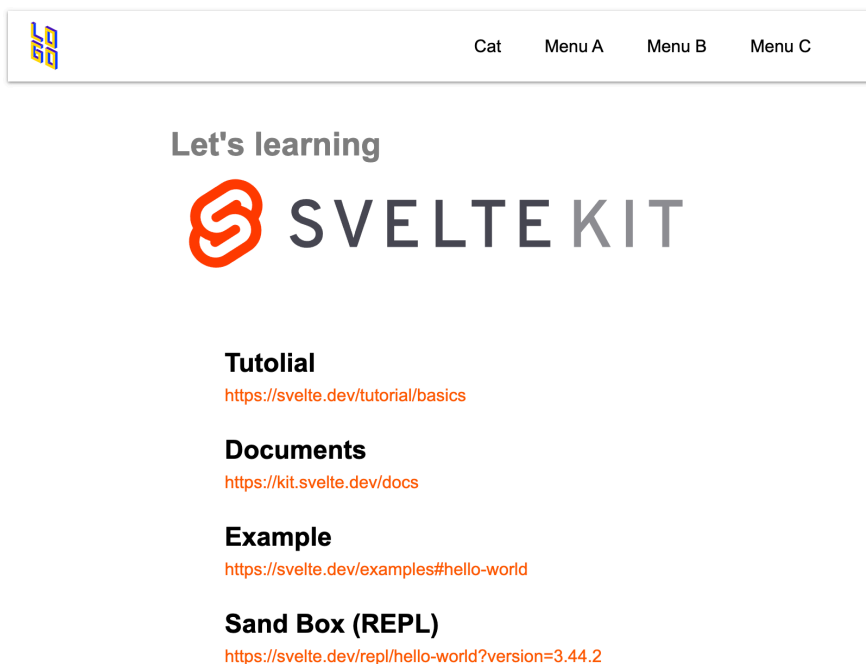 LOGO
Cat Menu A Menu B Menu C
Let's learning
SVELTE KIT
Tutolial
https://svelte.dev/tutorial/basics
Documents
https://kit.svelte.dev/docs
Example
https://svelte.dev/examples#hello-world
Sand Box (REPL)
https://svelte.dev/repl/hello-world?version=3.44.2